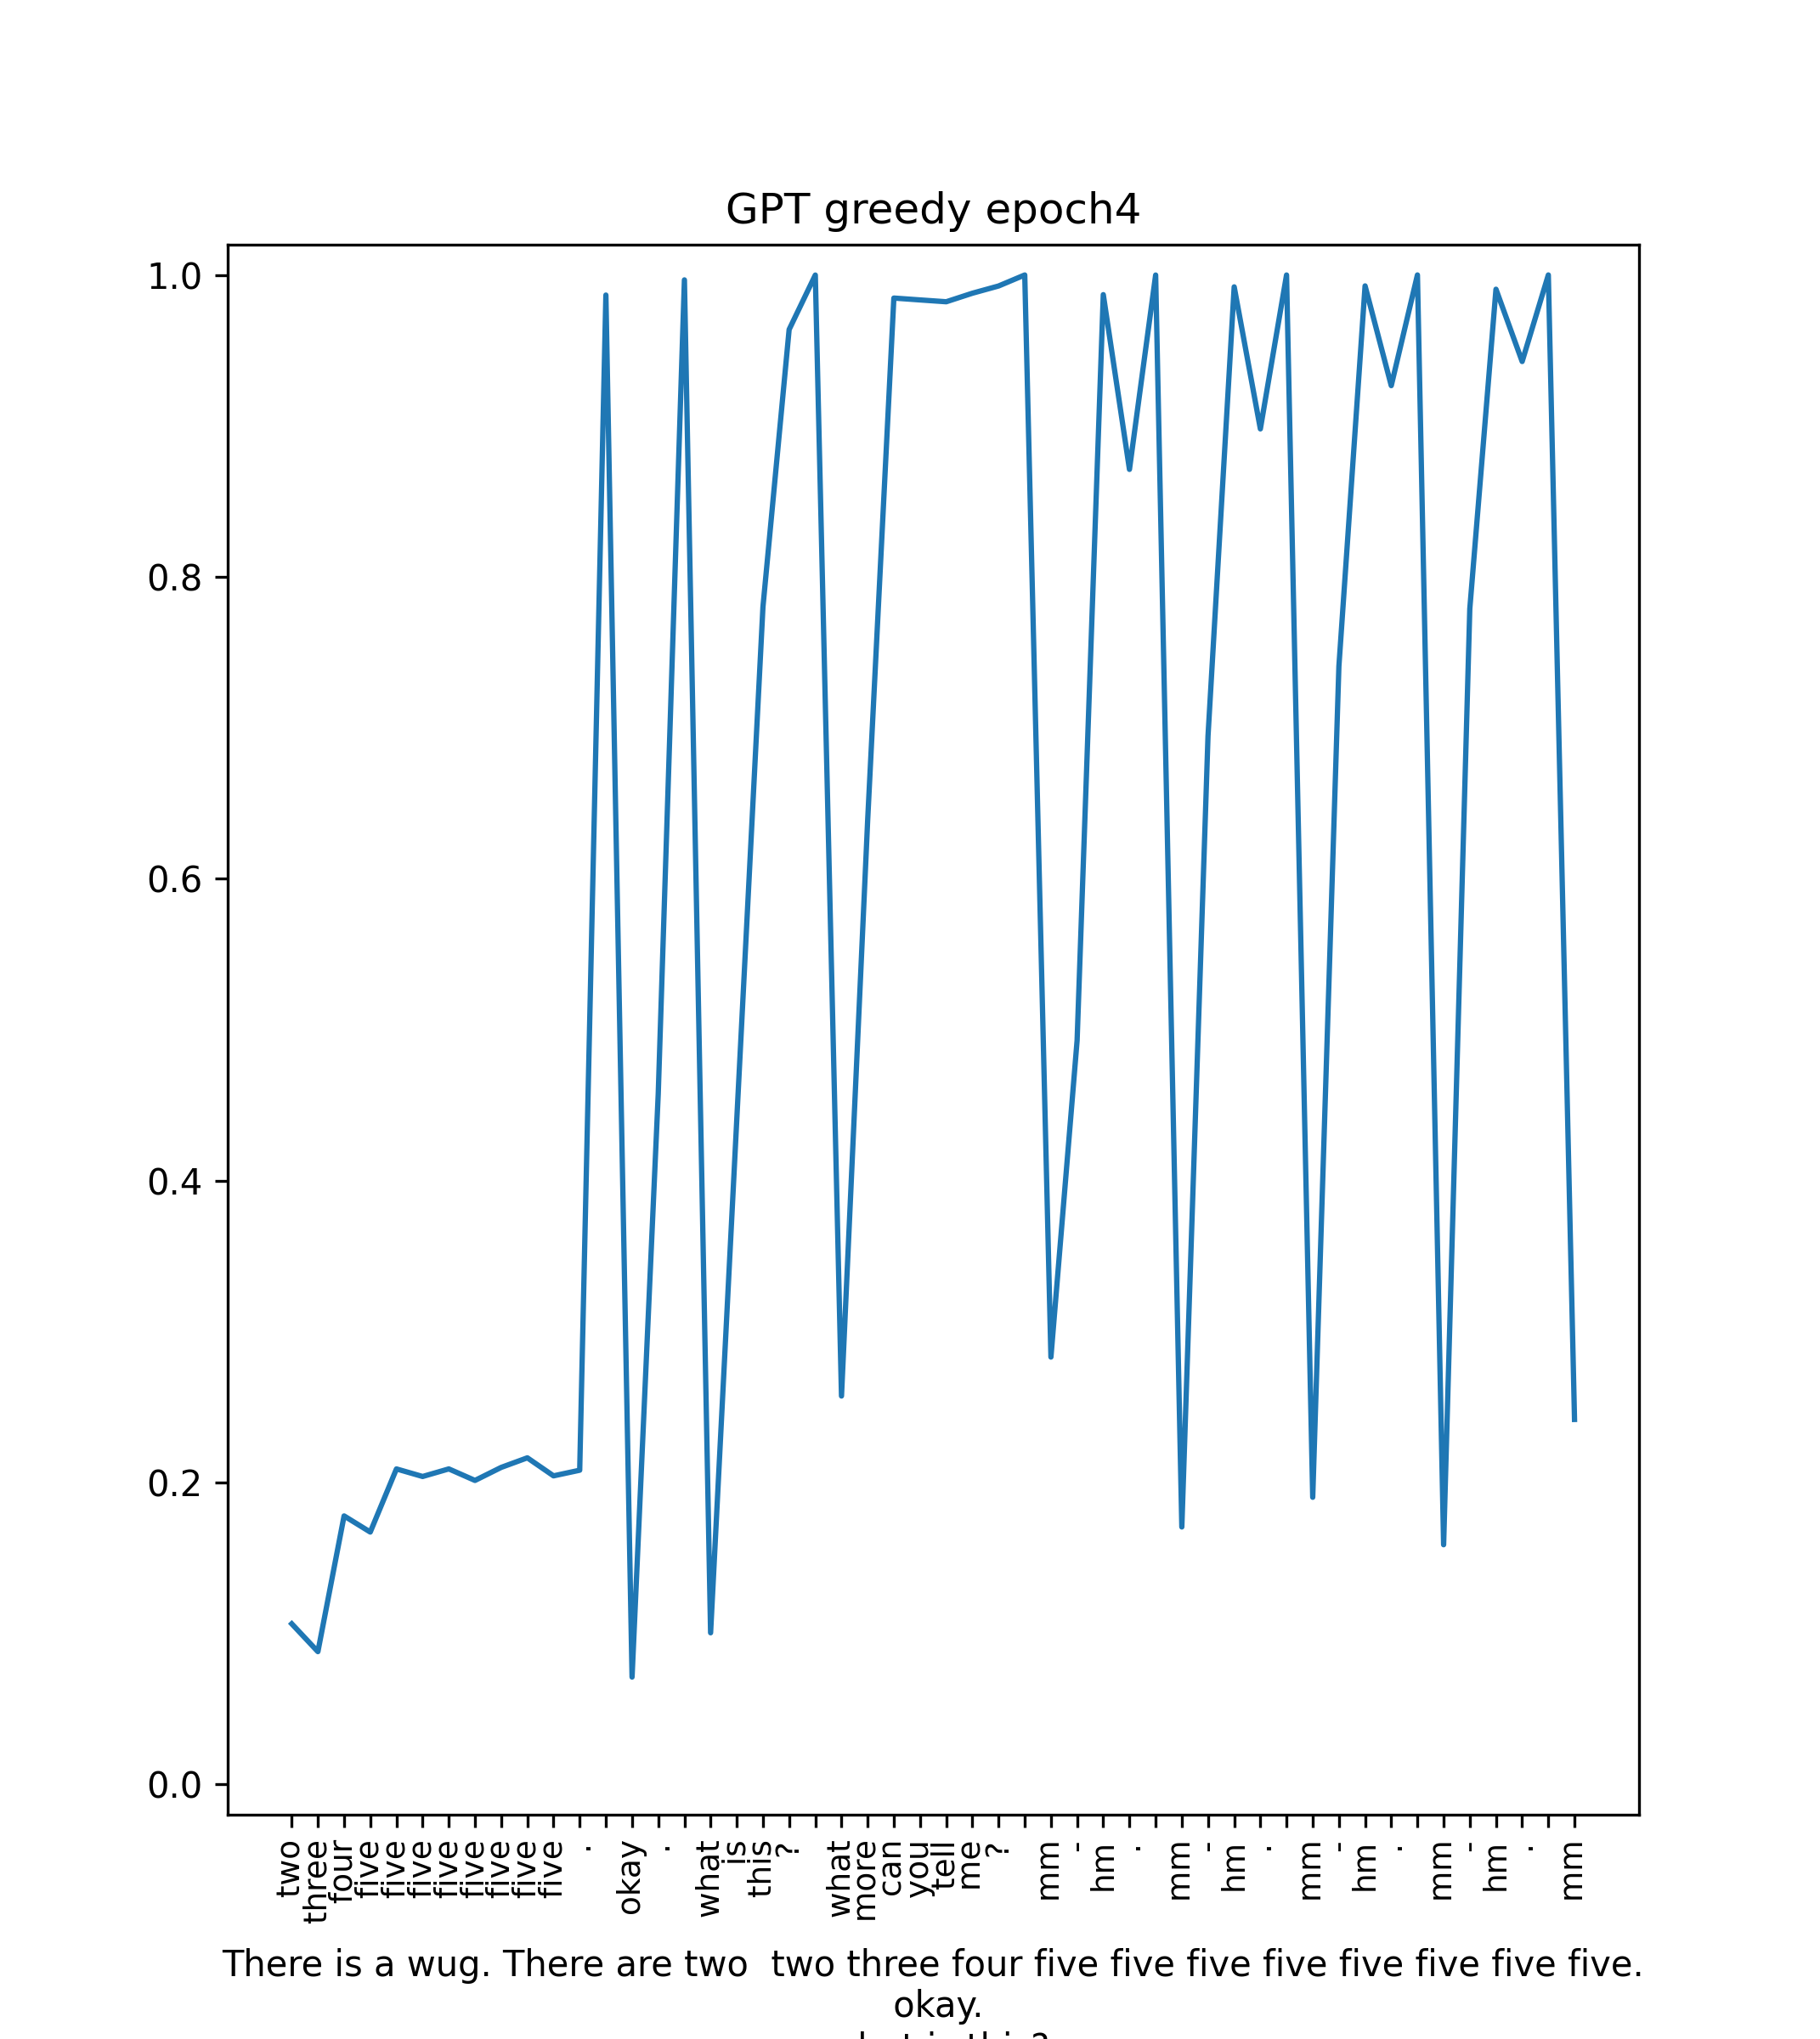 GPT greedy epoch4
1.0
0.8
0.6
0.4
0.2
0.0
two
three
four
five
five
five
five
five
five
five
five
.
okay
.
what
is
this
?
what
more
can
you
tell
me
?
mm
-
hm
.
mm
-
hm
.
mm
-
hm
.
mm
-
hm
.
mm
There is a wug. There are two  two three four five five five five five five five five.
okay.